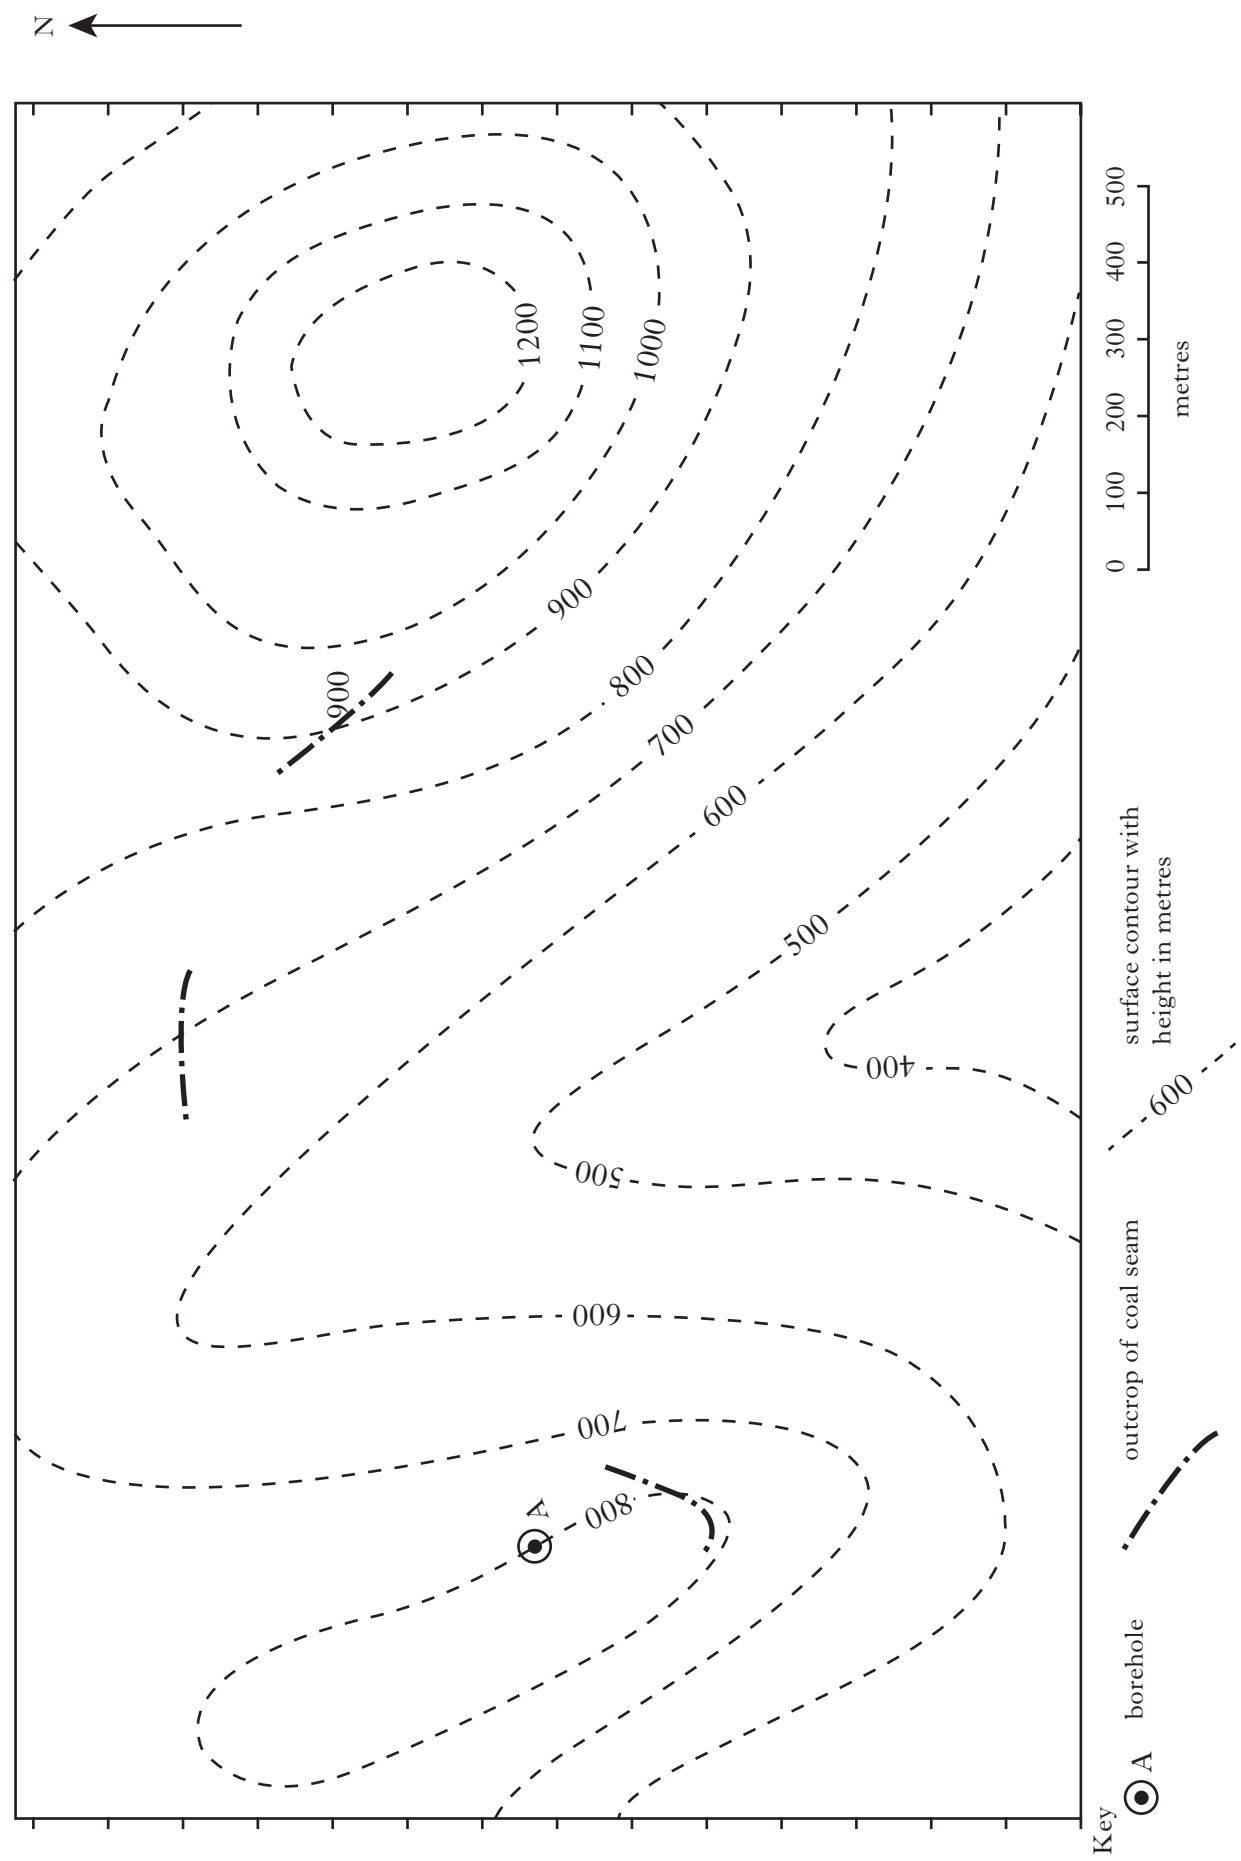 N
1200
1100
1000
900
900
800
700
600
500
400
500
600
700
800
A
0 100 200 300 400 500
metres
Key
A borehole
outcrop of coal seam
600
surface contour with
height in metres